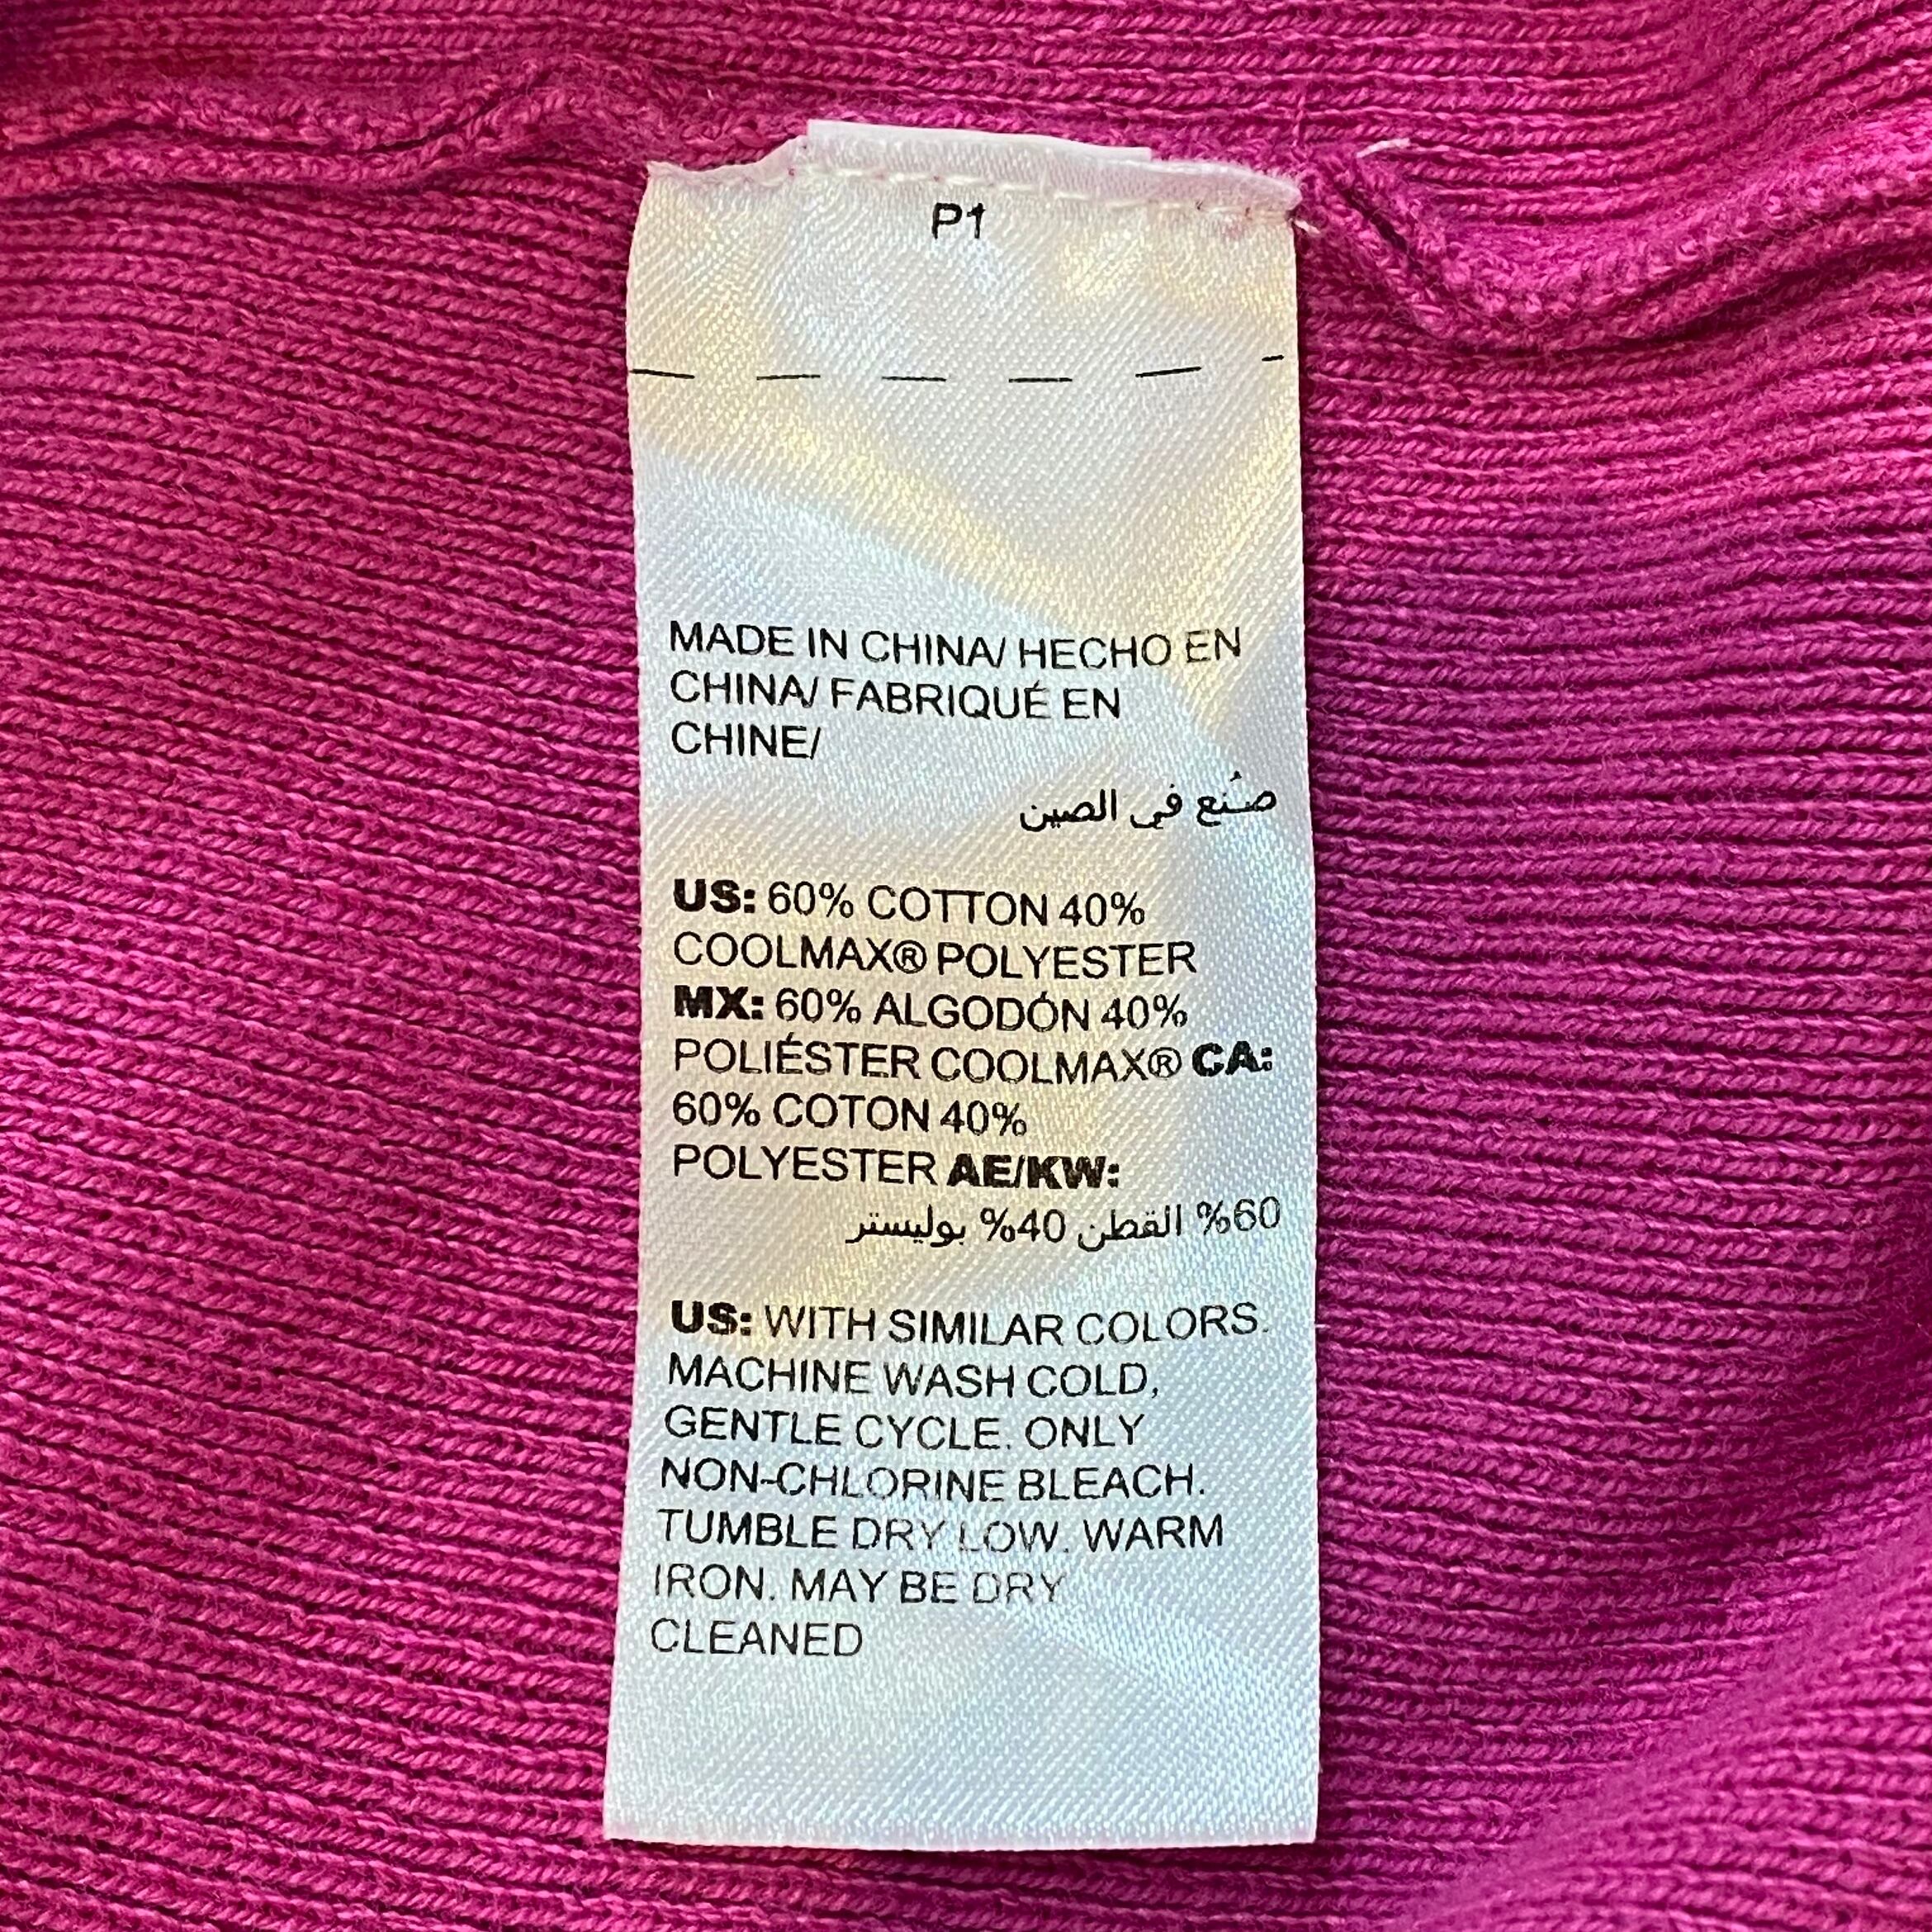 P1
MADE IN CHINA/ HECHO EN
CHINA/ FABRIQUÉ EN
CHINE/
صُنع في الصين
US: 60% COTTON 40%
COOLMAX® POLYESTER
MX: 60% ALGODÓN 40%
POLIÉSTER COOLMAX® CA:
60% COTON 40%
POLYESTER AE/KW:
60% القطن 40% بوليستر
US: WITH SIMILAR COLORS.
MACHINE WASH COLD,
GENTLE CYCLE. ONLY
NON-CHLORINE BLEACH.
TUMBLE DRY LOW. WARM
IRON. MAY BE DRY
CLEANED